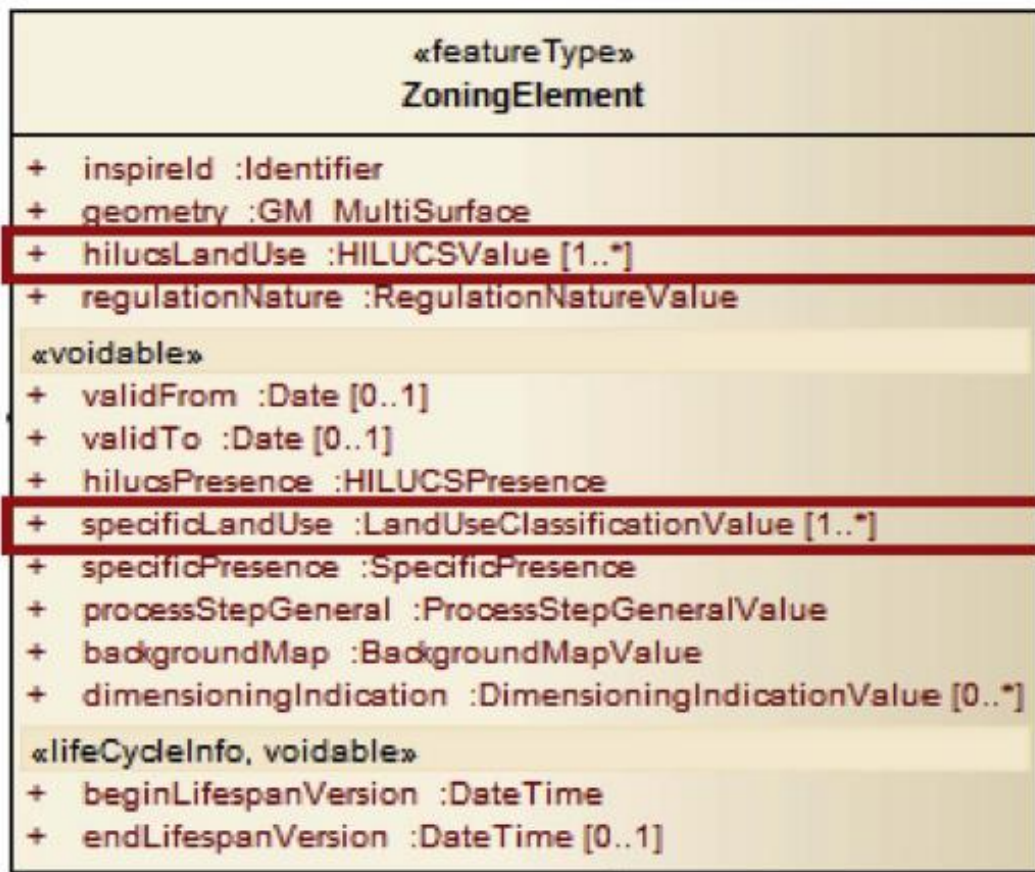 «featureType»
ZoningElement
+ inspireId :Identifier
+ geometry :GM_MultiSurface
+ hilucsLandUse :HILUCSValue [1..*]
+ regulationNature :RegulationNatureValue
«voidable»
+ validFrom :Date [0..1]
+ validTo :Date [0..1]
+ hilucsPresence :HILUCSPresence
+ specificLandUse :LandUseClassificationValue [1..*]
+ specificPresence :SpecificPresence
+ processStepGeneral :ProcessStepGeneralValue
+ backgroundMap :BackgroundMapValue
+ dimensioningIndication :DimensioningIndicationValue [0..*]
«lifeCycleInfo, voidable»
+ beginLifespanVersion :DateTime
+ endLifespanVersion :DateTime [0..1]